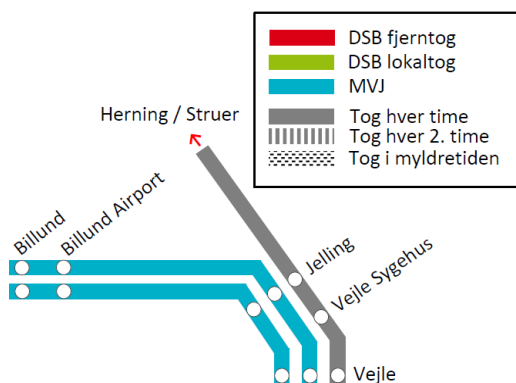 DSB fjerntog
DSB lokaltog
MVJ
Tog hver time
Tog hver 2. time
Tog i myldretiden
Herning / Struer
Billund
Billund Airport
Jelling
Vejle Sygehus
Vejle